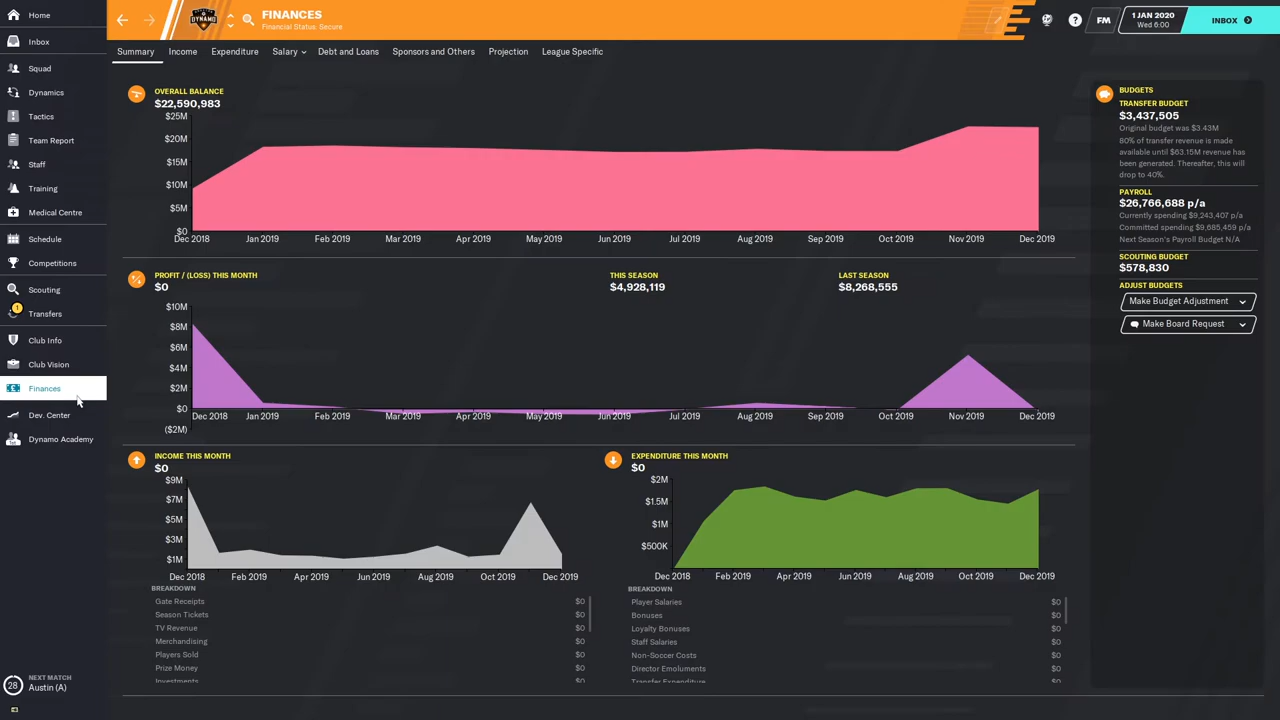 Home
Inbox
Squad
Dynamics
Tactics
Team Report
Staff
Training
Medical Centre
Schedule
Competitions
Scouting
1
Transfers
Club Info
Club Vision
Finances
Dev. Center
Dynamo Academy
28
NEXT MATCH
Austin (A)
FINANCES
Financial Status: Secure
?
FM
1 JAN 2020
Wed 6:00
INBOX
Summary Income Expenditure Salary Debt and Loans Sponsors and Others Projection League Specific
OVERALL BALANCE
$22,590,983
$25M
$20M
$15M
$10M
$5M
$0
Dec 2018 Jan 2019 Feb 2019 Mar 2019 Apr 2019 May 2019 Jun 2019 Jul 2019 Aug 2019 Sep 2019 Oct 2019 Nov 2019 Dec 2019
PROFIT / (LOSS) THIS MONTH
$0
THIS SEASON
$4,928,119
LAST SEASON
$8,268,555
$10M
$8M
$6M
$4M
$2M
$0
($2M)
Dec 2018 Jan 2019 Feb 2019 Mar 2019 Apr 2019 May 2019 Jun 2019 Jul 2019 Aug 2019 Sep 2019 Oct 2019 Nov 2019 Dec 2019
INCOME THIS MONTH
$0
$9M
$7M
$5M
$3M
$1M
Dec 2018 Feb 2019 Apr 2019 Jun 2019 Aug 2019 Oct 2019 Dec 2019
BREAKDOWN
Gate Receipts $0
Season Tickets $0
TV Revenue $0
Merchandising $0
Players Sold $0
Prize Money $0
Investments $0
EXPENDITURE THIS MONTH
$0
$2M
$1.5M
$1M
$500K
Dec 2018 Feb 2019 Apr 2019 Jun 2019 Aug 2019 Oct 2019 Dec 2019
BREAKDOWN
Player Salaries $0
Bonuses $0
Loyalty Bonuses $0
Staff Salaries $0
Non-Soccer Costs $0
Director Emoluments $0
Transfer Expenditure $0
BUDGETS
TRANSFER BUDGET
$3,437,505
Original budget was $3.43M
80% of transfer revenue is made
available until $63.15M revenue has
been generated. Thereafter, this will
drop to 40%.
PAYROLL
$26,766,688 p/a
Currently spending $9,243,407 p/a
Committed spending $9,685,459 p/a
Next Season's Payroll Budget N/A
SCOUTING BUDGET
$578,830
ADJUST BUDGETS
Make Budget Adjustment
Make Board Request